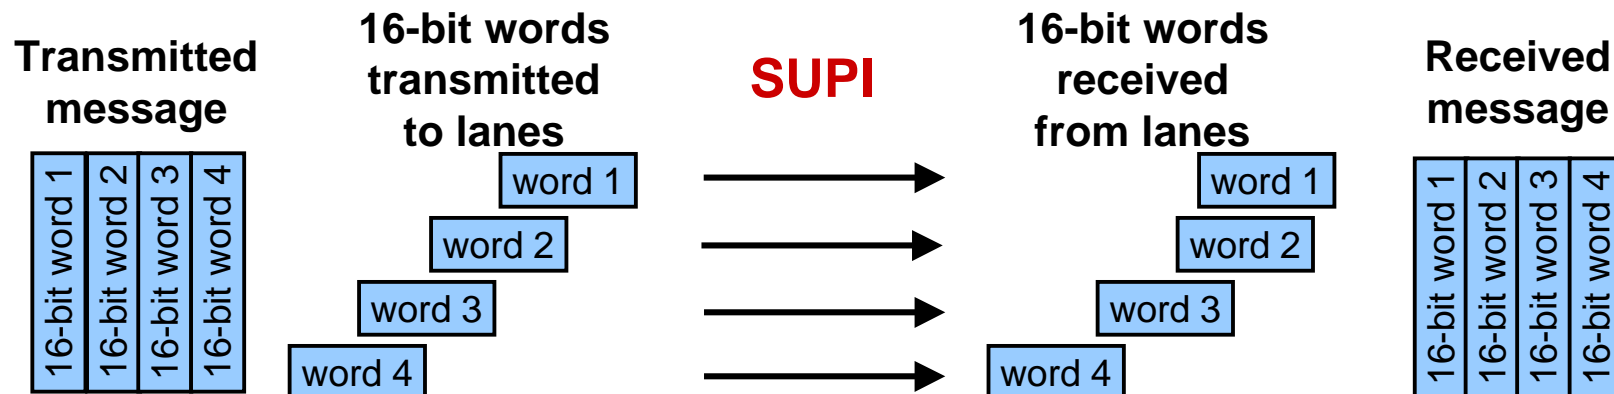 Transmitted
message
16-bit word 1
16-bit word 2
16-bit word 3
16-bit word 4
16-bit words
transmitted
to lanes
word 1
word 2
word 3
word 4
SUPI
16-bit words
received
from lanes
word 1
word 2
word 3
word 4
Received
message
16-bit word 1
16-bit word 2
16-bit word 3
16-bit word 4